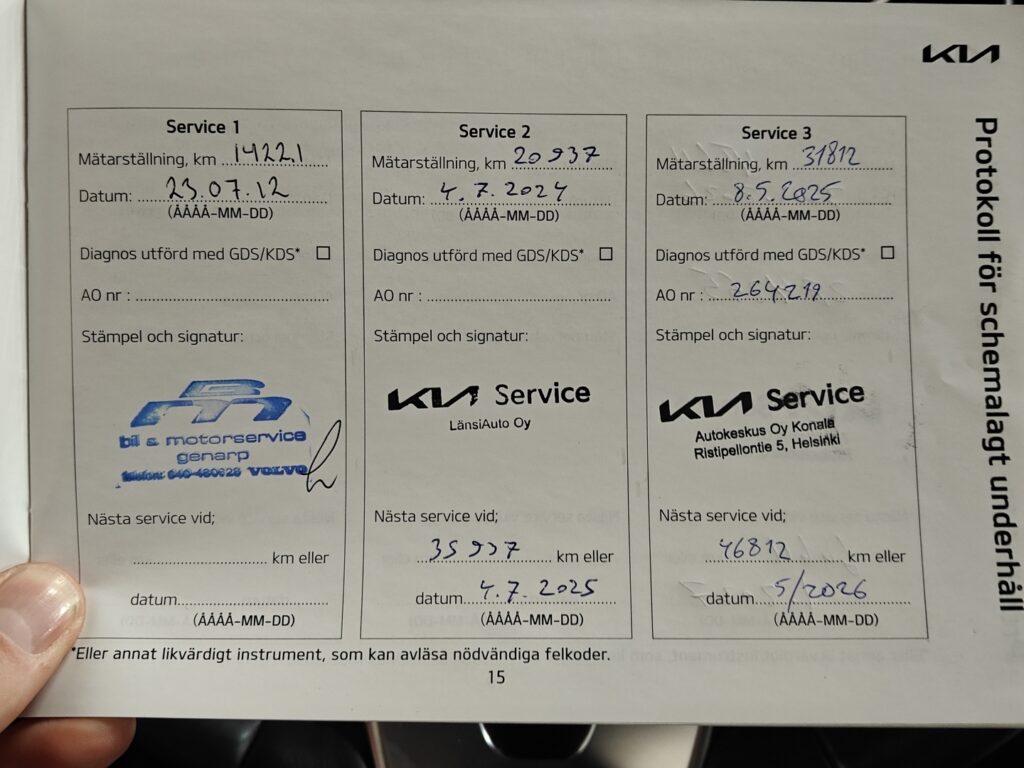 KIA
Protokoll för schemalagt underhåll
Service 1
Mätarställning, km 14221
Datum: 23.07.12
(ÅÅÅÅ-MM-DD)
Diagnos utförd med GDS/KDS*
AO nr :
Stämpel och signatur:
bil & motorservice
genarp
VOLVO
Nästa service vid;
km eller
datum
(ÅÅÅÅ-MM-DD)
Service 2
Mätarställning, km 20937
Datum: 4.7.2024
(ÅÅÅÅ-MM-DD)
Diagnos utförd med GDS/KDS*
AO nr :
Stämpel och signatur:
KIA Service
LänsiAuto Oy
Nästa service vid;
35937 km eller
datum 4.7.2025
(ÅÅÅÅ-MM-DD)
Service 3
Mätarställning, km 31812
Datum: 8.5.2025
(ÅÅÅÅ-MM-DD)
Diagnos utförd med GDS/KDS*
AO nr : 264219
Stämpel och signatur:
KIA Service
Autokeskus Oy Konala
Ristipellontie 5, Helsinki
Nästa service vid;
46812 km eller
datum 5/2026
(ÅÅÅÅ-MM-DD)
*Eller annat likvärdigt instrument, som kan avläsa nödvändiga felkoder.
15